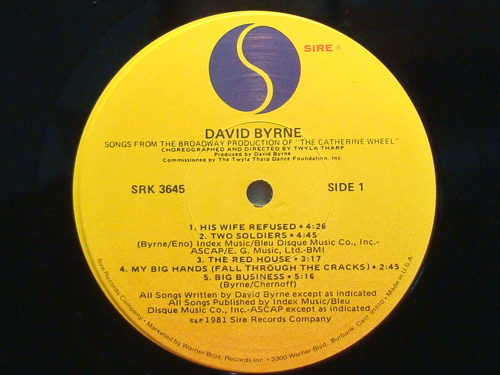 SIRE®
DAVID BYRNE
SONGS FROM THE BROADWAY PRODUCTION OF "THE CATHERINE WHEEL"
CHOREOGRAPHED AND DIRECTED BY TWYLA THARP
Produced by David Byrne
Commissioned by The Twyla Tharp Dance Foundation, Inc.
SRK 3645
SIDE 1
1. HIS WIFE REFUSED • 4:26
2. TWO SOLDIERS • 4:45
(Byrne/Eno) Index Music/Bleu Disque Music Co., Inc.-
ASCAP/E. G. Music, Ltd.-BMI
3. THE RED HOUSE • 3:17
4. MY BIG HANDS (FALL THROUGH THE CRACKS) • 2:45
5. BIG BUSINESS • 5:16
(Byrne/Chernoff)
All Songs Written by David Byrne except as indicated
All Songs Published by Index Music/Bleu
Disque Music Co., Inc.-ASCAP except as indicated.
©℗ 1981 Sire Records Company
Sire Records Company • Marketed by Warner Bros. Records Inc. • 3300 Warner Blvd., Burbank, Calif. 91510 • Made in U.S.A.